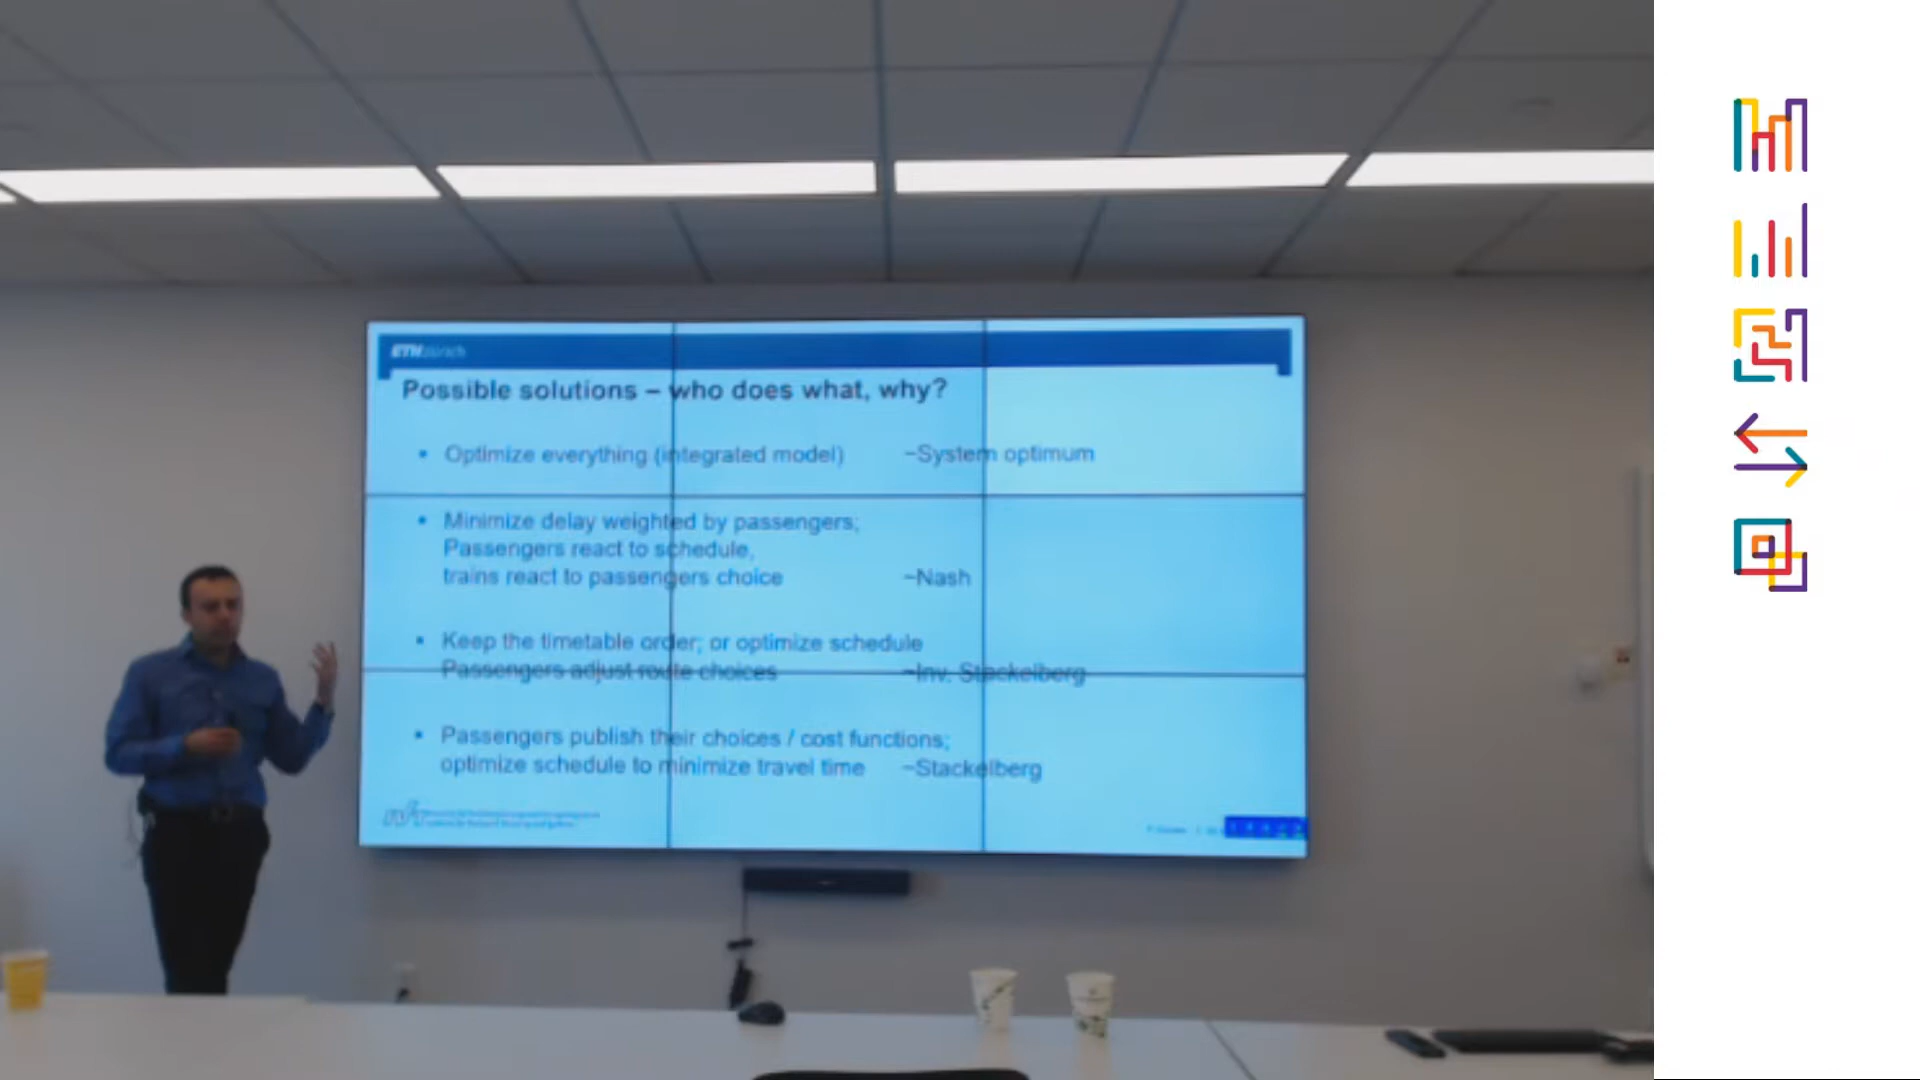 ETH zürich
Possible solutions – who does what, why?
▪ Optimize everything (integrated model) ~System optimum
▪ Minimize delay weighted by passengers;
Passengers react to schedule,
trains react to passengers choice ~Nash
▪ Keep the timetable order; or optimize schedule
Passengers adjust route choices ~Inv. Stackelberg
▪ Passengers publish their choices / cost functions;
optimize schedule to minimize travel time ~Stackelberg